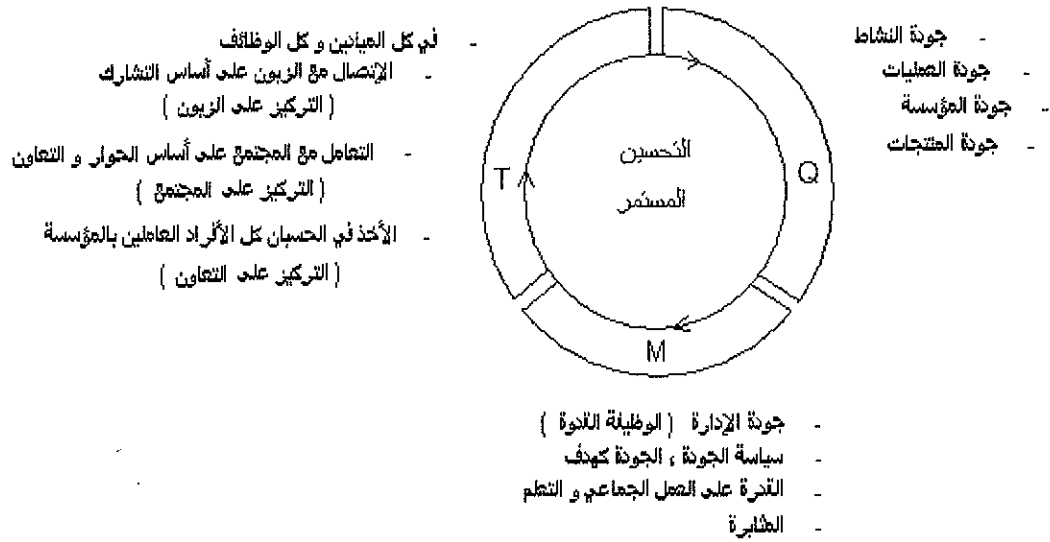 - في كل الميادين و كل الوظائف
- الإتصال مع الزبون على أساس التشارك
( التركيز على الزبون )
- التعامل مع المجتمع على أساس الحوار و التعاون
( التركيز على المجتمع )
- الأخذ في الحسبان كل الأفراد العاملين بالمؤسسة
( التركيز على التعاون )
- جودة النشاط
- جودة العمليات
- جودة المؤسسة
- جودة المنتجات
التحسين
المستمر
T
Q
M
- جودة الإدارة ( الوظيفة القدوة )
- سياسة الجودة ، الجودة كهدف
- القدرة على العمل الجماعي و التعلم
- المثابرة